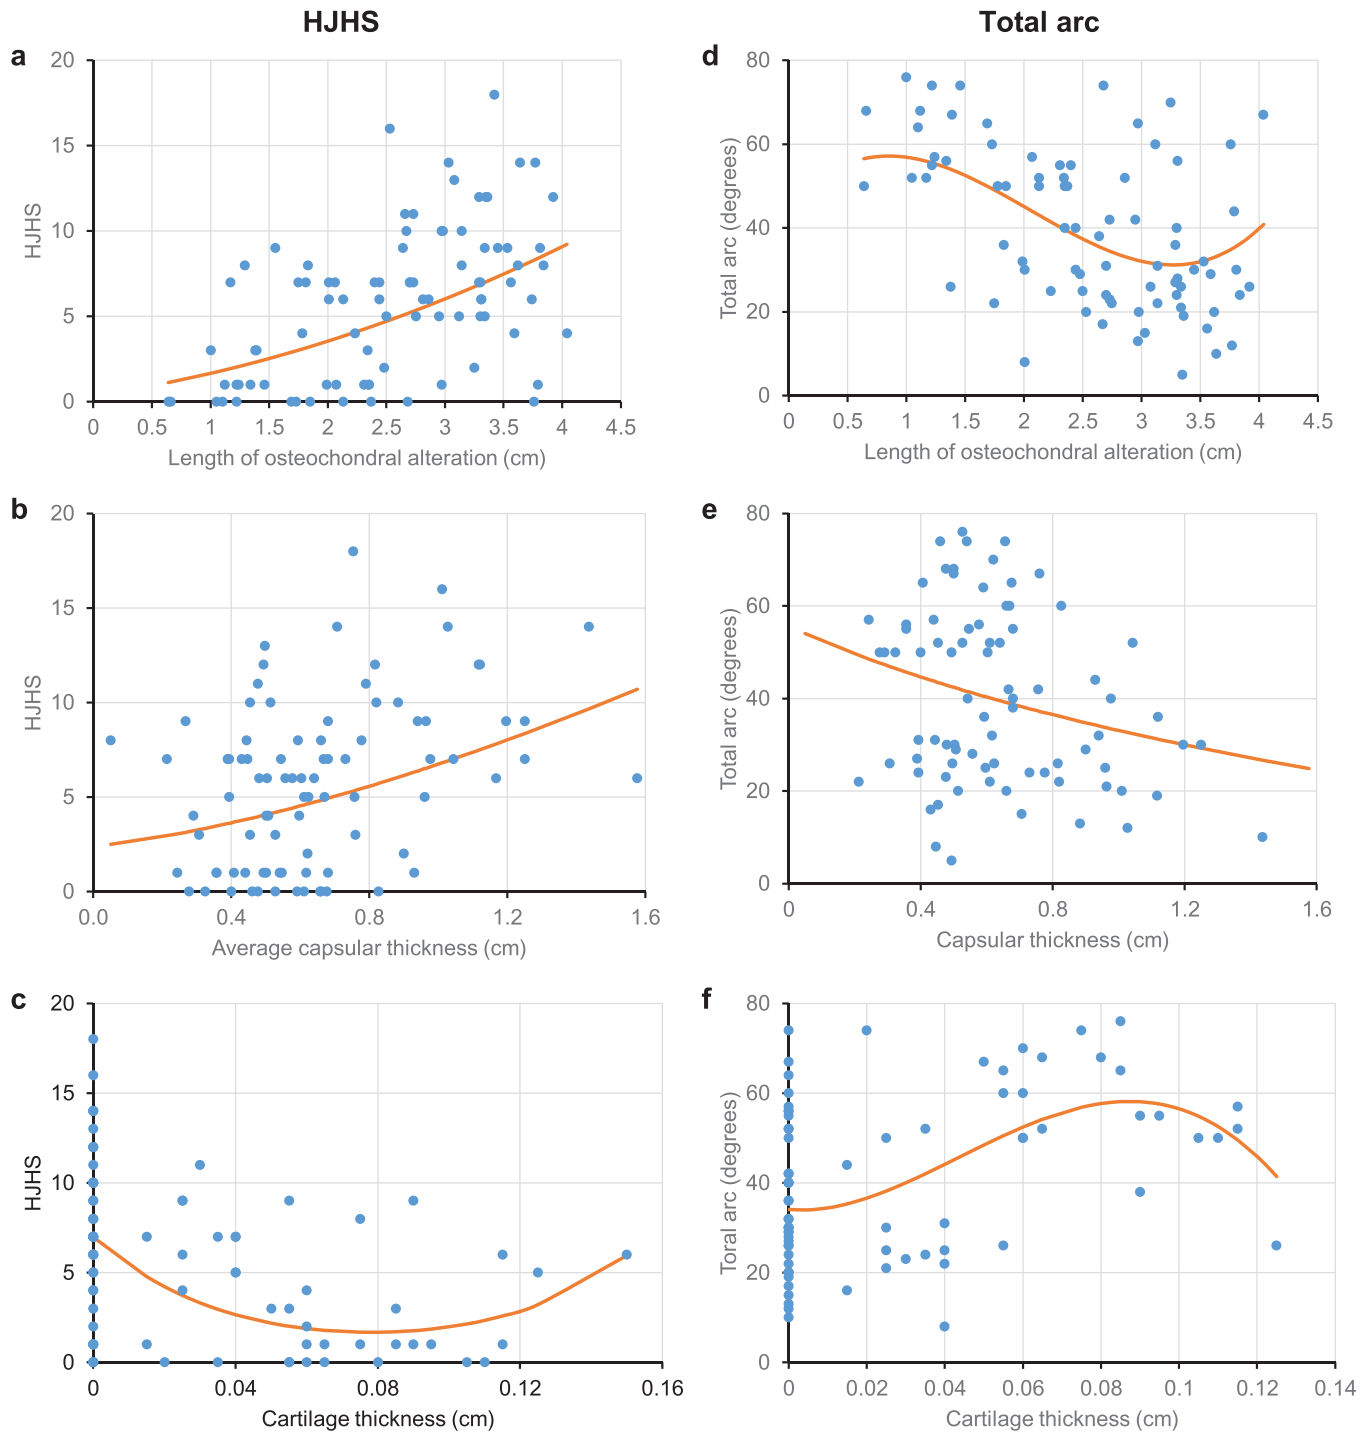 HJHS
Total arc
a
20
15
10
5
0
HJHS
0 0.5 1 1.5 2 2.5 3 3.5 4 4.5
Length of osteochondral alteration (cm)
d
80
60
40
20
0
Total arc (degrees)
0 0.5 1 1.5 2 2.5 3 3.5 4 4.5
Length of osteochondral alteration (cm)
b
20
15
10
5
0
HJHS
0.0 0.4 0.8 1.2 1.6
Average capsular thickness (cm)
e
80
60
40
20
0
Total arc (degrees)
0 0.4 0.8 1.2 1.6
Capsular thickness (cm)
c
20
15
10
5
0
HJHS
0 0.04 0.08 0.12 0.16
Cartilage thickness (cm)
f
80
60
40
20
0
Toral arc (degrees)
0 0.02 0.04 0.06 0.08 0.1 0.12 0.14
Cartilage thickness (cm)